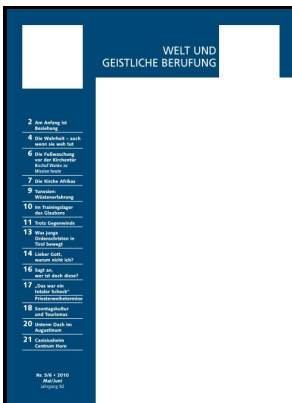 WELT UND
GEISTLICHE BERUFUNG
2 Am Anfang ist
Beziehung
4 Die Wahrheit – auch
wenn sie weh tut
6 Die Fußwaschung
vor der Kirchentür
Bischof Wanke zu
Mission heute
7 Die Kirche Afrikas
9 Tunesien:
Wüstenerfahrung
10 Im Trainingslager
des Glaubens
11 Trotz Gegenwinds
13 Was junge
Ordenschristen in
Tirol bewegt
14 Lieber Gott,
warum nicht ich?
16 Sagt an,
wer ist doch diese?
17 „Das war ein
totaler Schock“
Priesterweihetermine
18 Sonntagskultur
und Tourismus
20 Unterm Dach im
Augustinum
21 Canisiusheim
Centrum Horn
Nr. 5/6 • 2010
Mai/Juni
Jahrgang 82